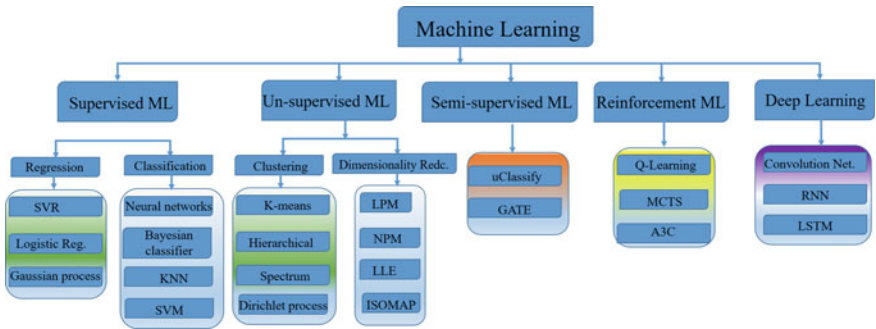 Machine Learning
Supervised ML
Un-supervised ML
Semi-supervised ML
Reinforcement ML
Deep Learning
Regression
Classification
Clustering
Dimensionality Redc.
SVR
Logistic Reg.
Gaussian process
Neural networks
Bayesian
classifier
KNN
SVM
K-means
Hierarchical
Spectrum
Dirichlet process
LPM
NPM
LLE
ISOMAP
uClassify
GATE
Q-Learning
MCTS
A3C
Convolution Net.
RNN
LSTM